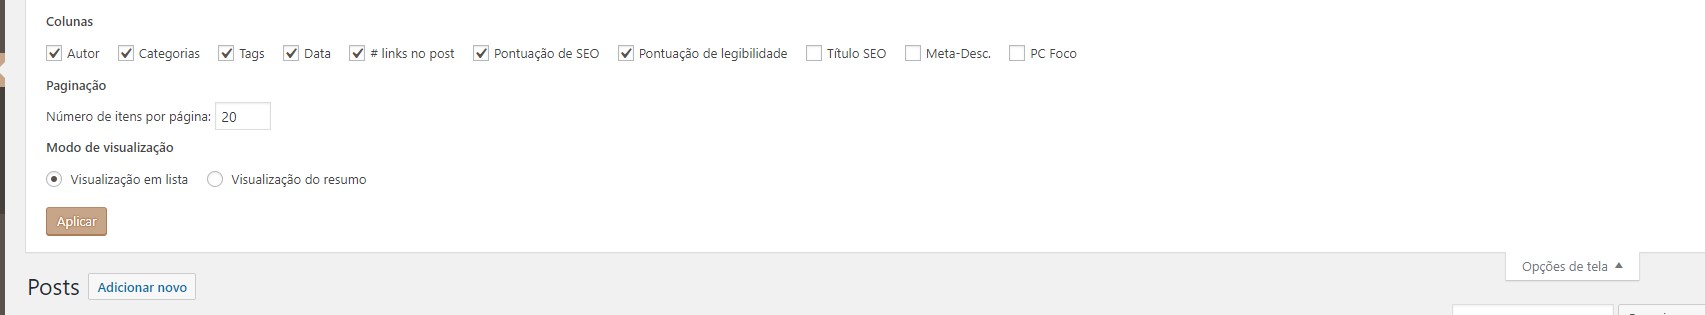 Colunas
Autor Categorias Tags Data # links no post Pontuação de SEO Pontuação de legibilidade Título SEO Meta-Desc. PC Foco
Paginação
Número de itens por página: 20
Modo de visualização
Visualização em lista Visualização do resumo
Aplicar
Opções de tela
Posts Adicionar novo